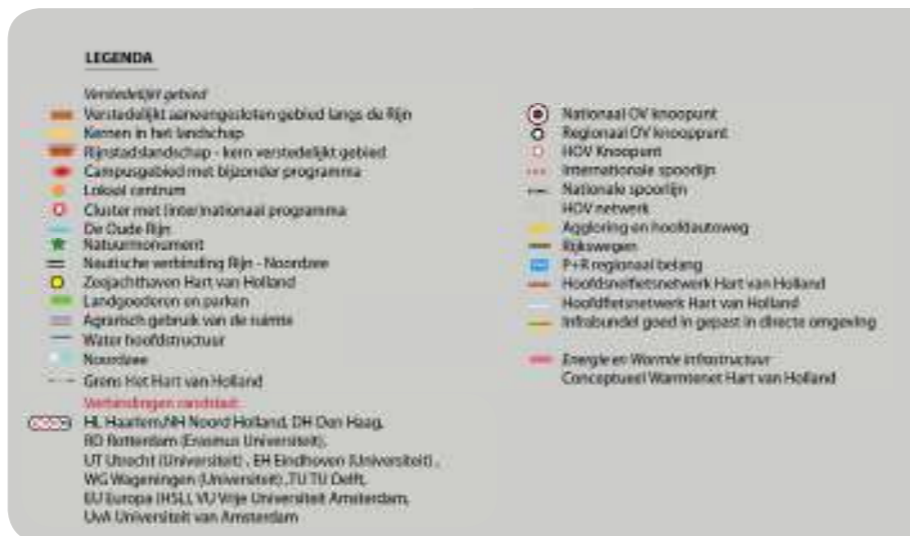 LEGENDA
Verstedelijkt gebied
Verstedelijkt aaneengesloten gebied langs de Rijn
Kernen in het landschap
Rijnstadslandschap - kern verstedelijkt gebied
Campusgebied met bijzonder programma
Lokaal centrum
Cluster met (inter)nationaal programma
De Oude Rijn
Natuurmonument
Nautische verbinding Rijn - Noordzee
Zeejachthaven Hart van Holland
Landgoederen en parken
Agrarisch gebruik van de ruimte
Water hoofdstructuur
Noordzee
Grens Het Hart van Holland
Verbindingen randstad:
HL Haarlem,NH Noord Holland, DH Den Haag,
RD Rotterdam (Erasmus Universiteit),
UT Utrecht (Universiteit) , EH Eindhoven (Universiteit) ,
WG Wageningen (Universiteit) ,TU TU Delft,
EU Europa (HSL), VU Vrije Universiteit Amsterdam,
UvA Universiteit van Amsterdam
Nationaal OV knoopunt
Regionaal OV knooppunt
HOV Knoopunt
Internationale spoorlijn
Nationale spoorlijn
HOV netwerk
Aggloring en hoofdautoweg
Rijkswegen
P+R regionaal belang
Hoofdsnelfietsnetwerk Hart van Holland
Hoofdfietsnetwerk Hart van Holland
Infrabundel goed in gepast in directe omgeving
Energie en Warmte infrastructuur
Conceptueel Warmtenet Hart van Holland